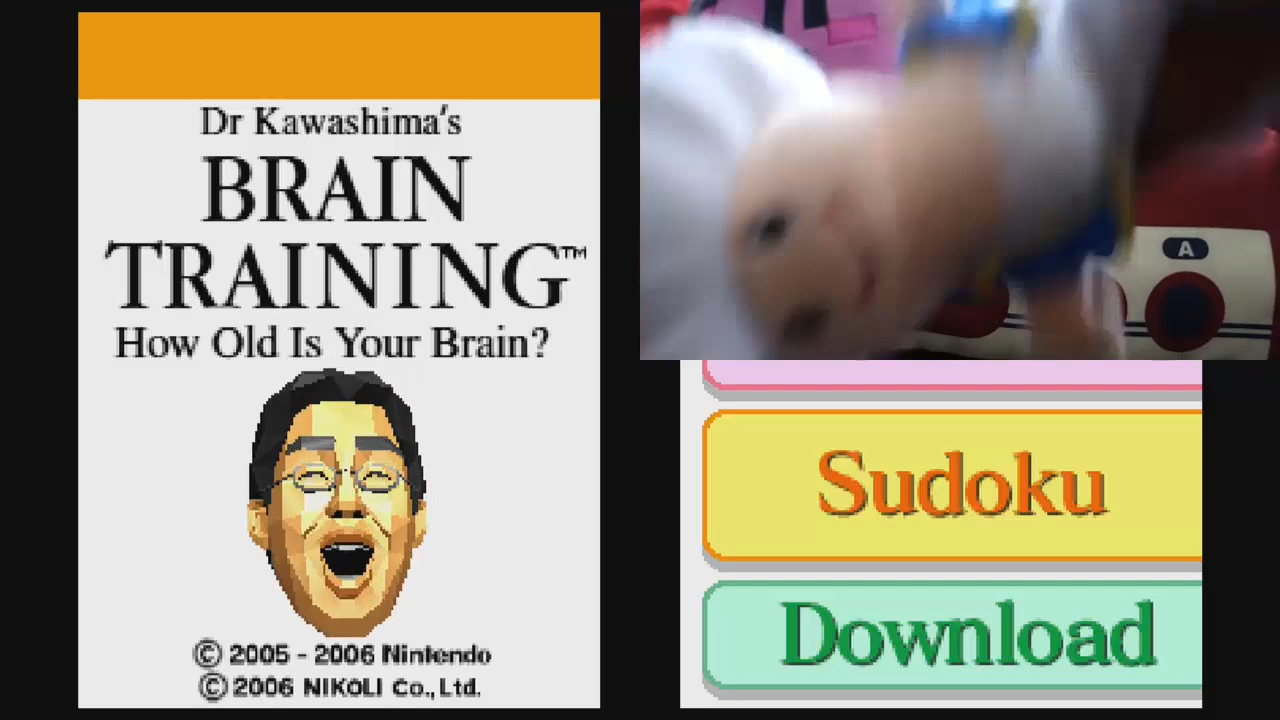 Dr Kawashima's
BRAIN
TRAINING™
How Old Is Your Brain?
© 2005 - 2006 Nintendo
© 2006 NIKOLI Co., Ltd.
A
Sudoku
Download